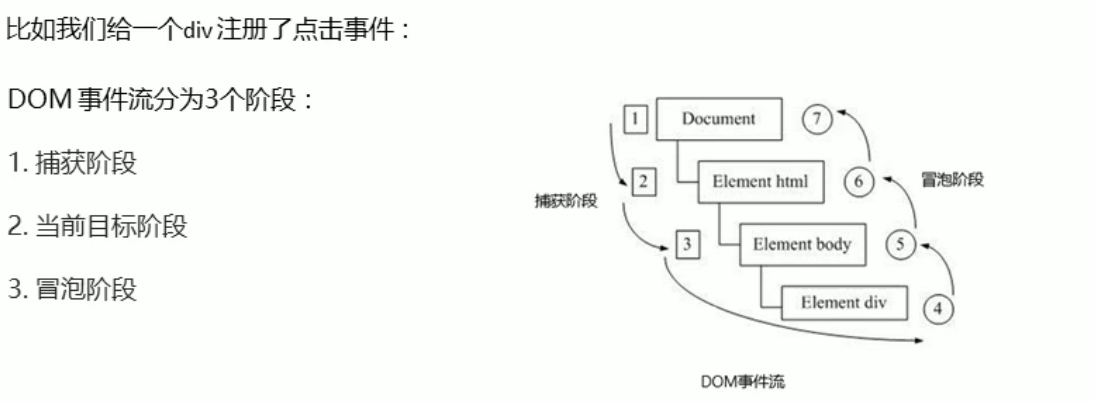 比如我们给一个div注册了点击事件：
DOM 事件流分为3个阶段：
1. 捕获阶段
2. 当前目标阶段
3. 冒泡阶段
1
Document
7
2
Element html
6
冒泡阶段
捕获阶段
3
Element body
5
Element div
4
DOM事件流